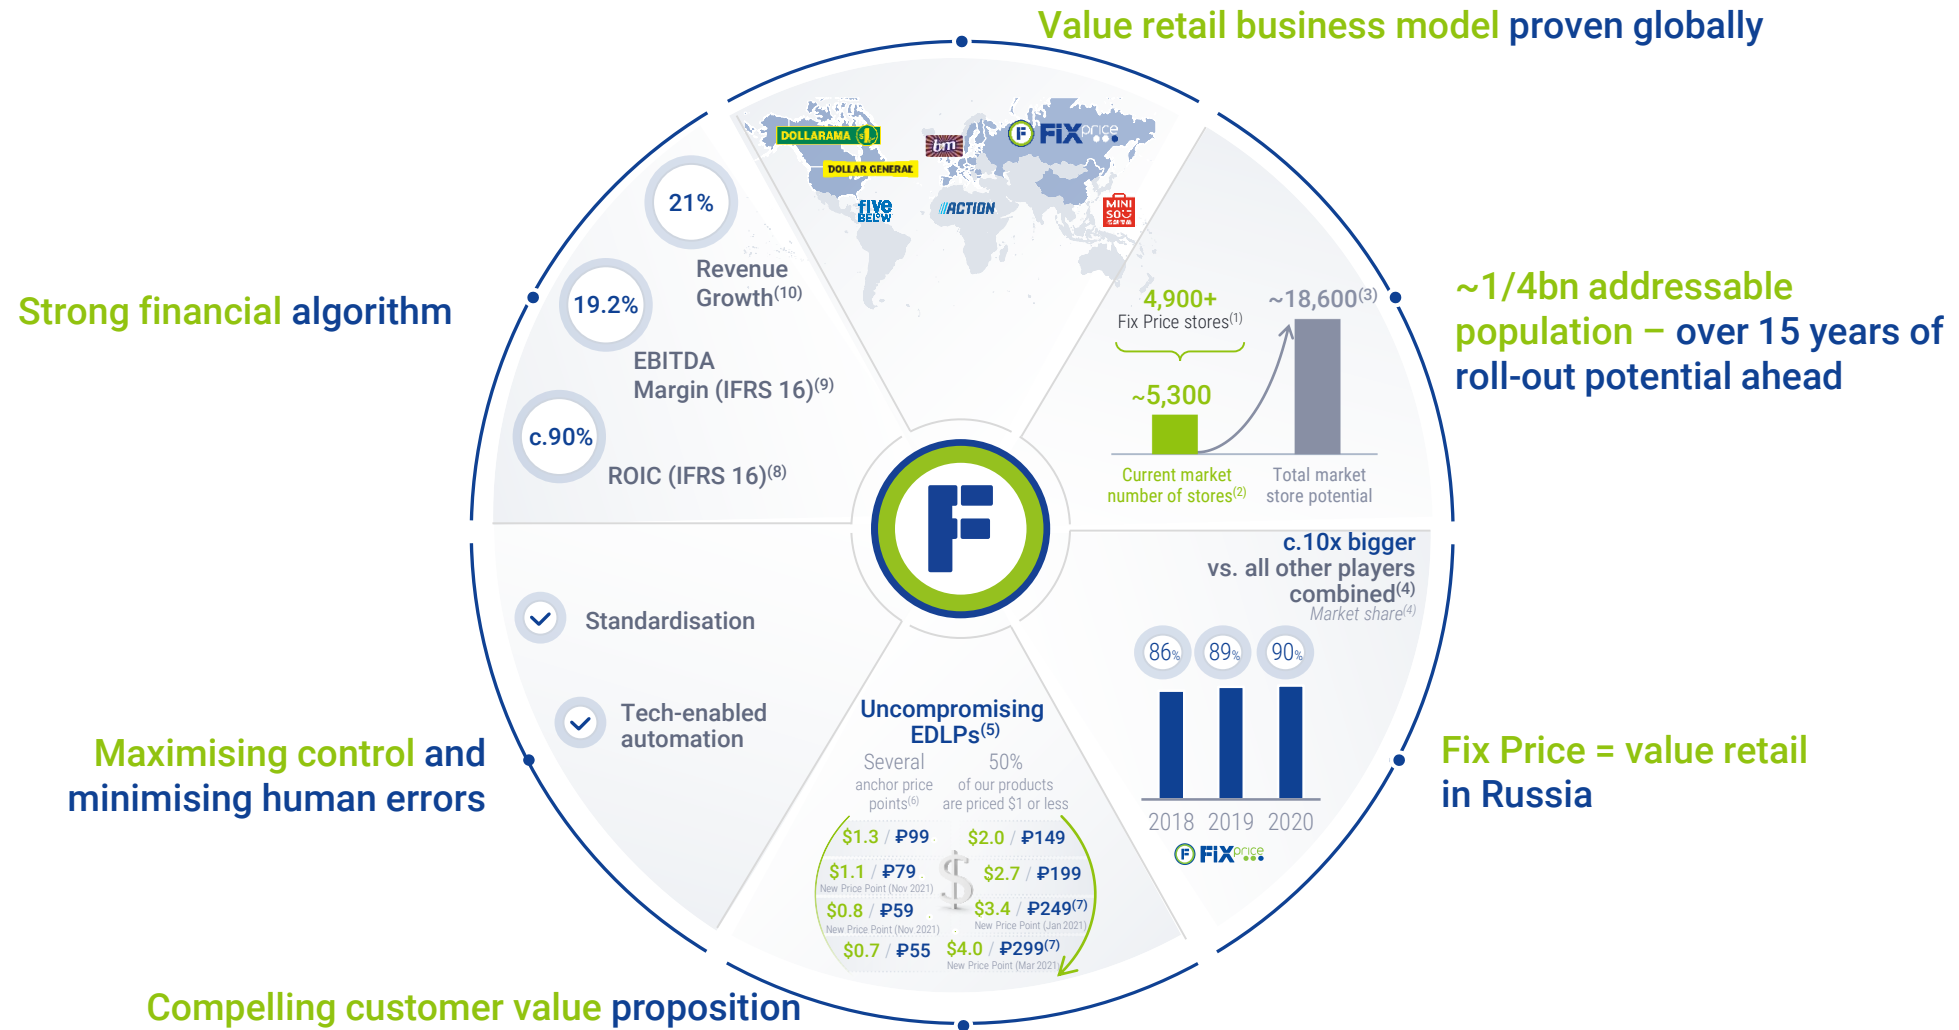 Value retail business model proven globally
DOLLARAMA
DOLLAR GENERAL
five
BELOW
bm
ACTION
F FiX price
MINI
SO
~1/4bn addressable
population – over 15 years of
roll-out potential ahead
4,900+
Fix Price stores(1)
~5,300
~18,600(3)
Current market
number of stores(2)
Total market
store potential
c.10x bigger
vs. all other players
combined(4)
Market share(4)
86% 89% 90%
2018 2019 2020
F FiX price
Fix Price = value retail
in Russia
Uncompromising
EDLPs(5)
Several
anchor price
points(6)
50%
of our products
are priced $1 or less
$1.3 / ₽99
$1.1 / ₽79
New Price Point (Nov 2021)
$0.8 / ₽59
New Price Point (Nov 2021)
$0.7 / ₽55
$
$2.0 / ₽149
$2.7 / ₽199
$3.4 / ₽249(7)
New Price Point (Jan 2021)
$4.0 / ₽299(7)
New Price Point (Mar 2021)
Compelling customer value proposition
Standardisation
Tech-enabled
automation
Maximising control and
minimising human errors
Strong financial algorithm
21%
Revenue
Growth(10)
19.2%
EBITDA
Margin (IFRS 16)(9)
c.90%
ROIC (IFRS 16)(8)
F